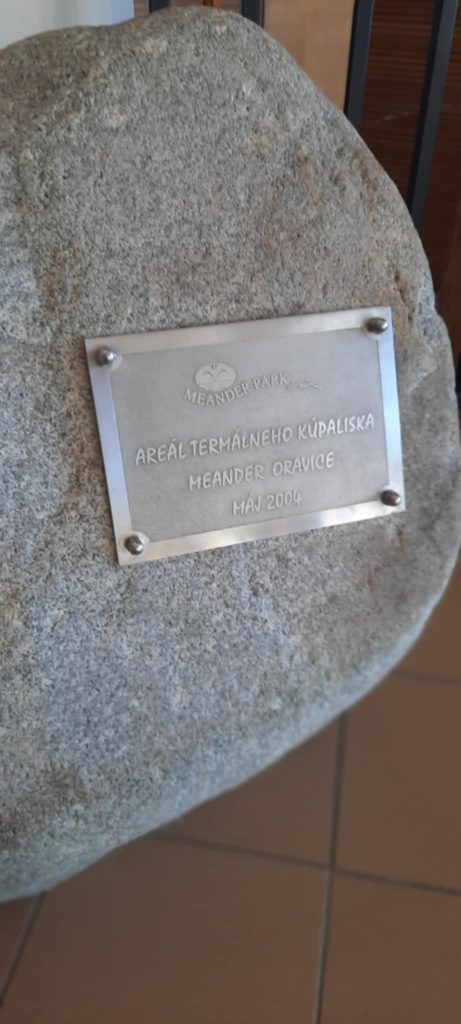 MEANDER PARK
AREÁL TERMÁLNEHO KÚPALISKA
MEANDER ORAVICE
MÁJ 2004